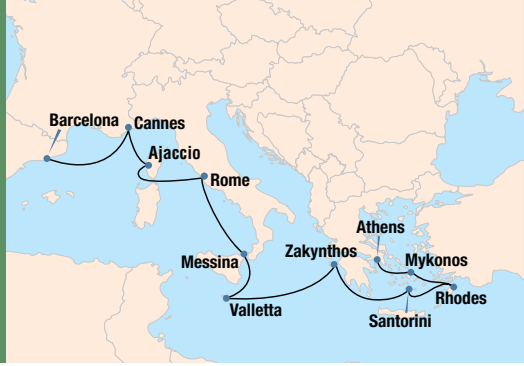 Barcelona
Cannes
Ajaccio
Rome
Athens
Zakynthos
Mykonos
Messina
Rhodes
Valletta
Santorini